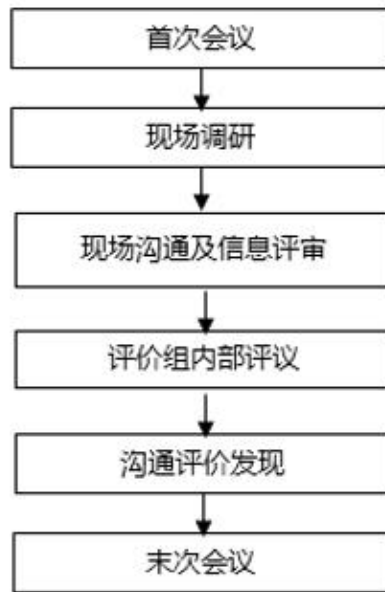 首次会议
现场调研
现场沟通及信息评审
评价组内部评议
沟通评价发现
末次会议